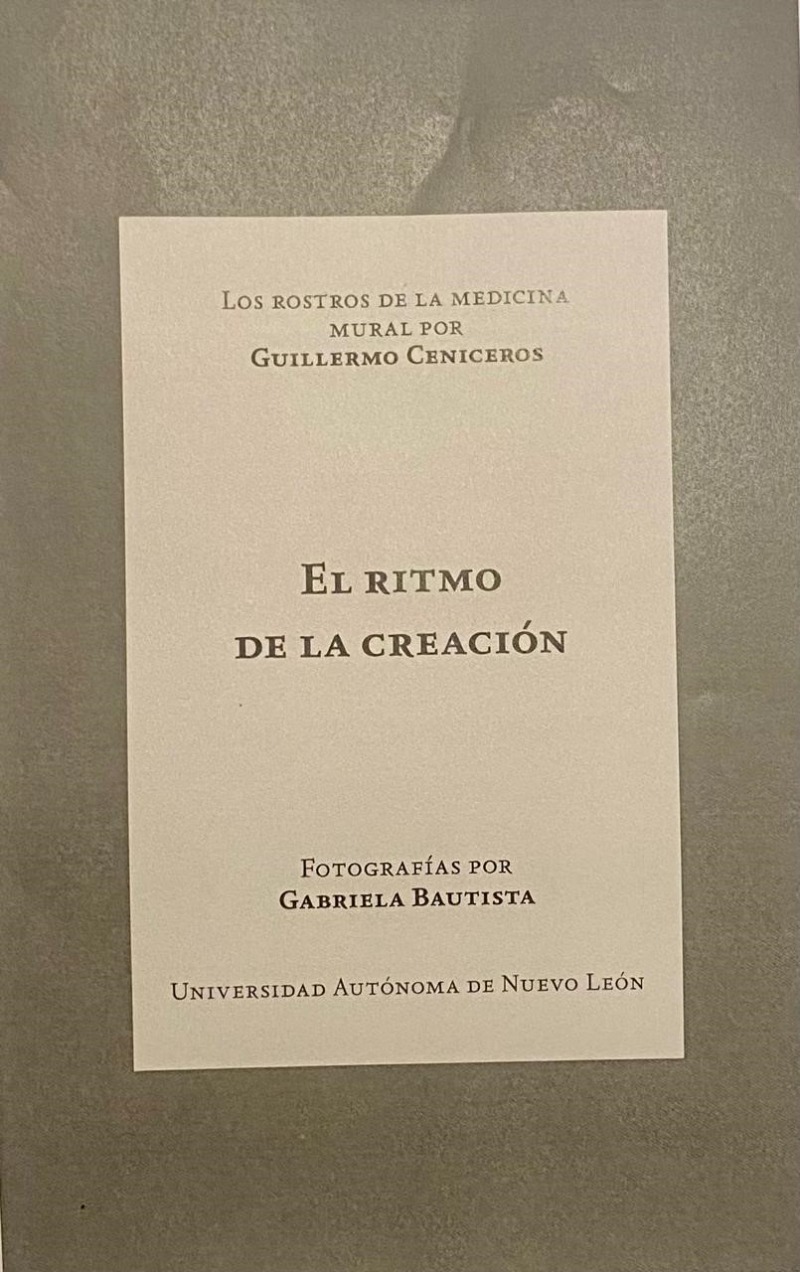 Los rostros de la medicina
mural por
Guillermo Ceniceros
El ritmo
de la creación
Fotografías por
Gabriela Bautista
Universidad Autónoma de Nuevo León